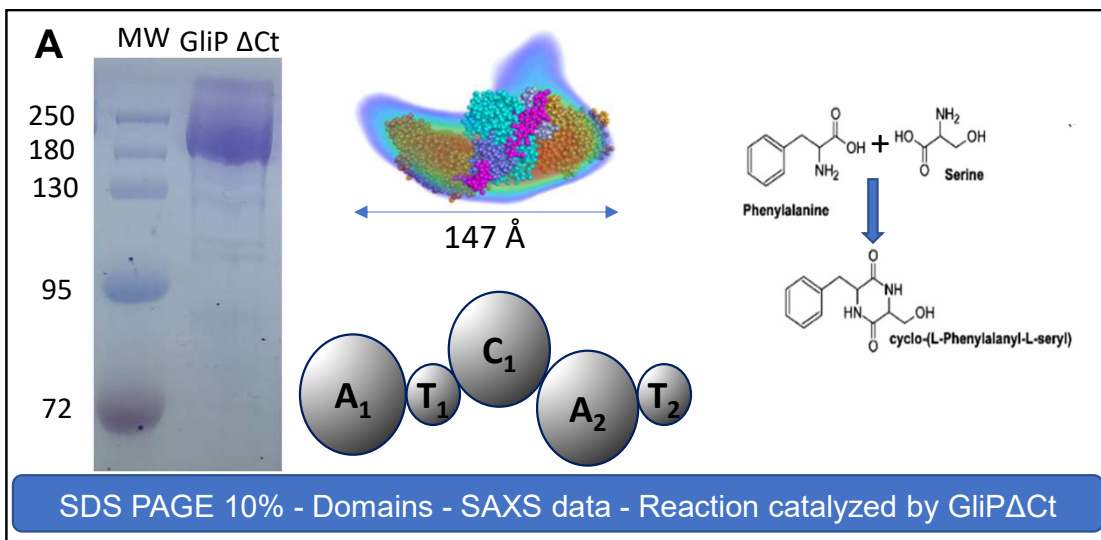 A
MW GliP ΔCt
250
180
130
95
72
147 Å
A1 T1 C1 A2 T2
O
OH
NH2
Phenylalanine
+
NH2
HO
OH
O
Serine
O
NH
HN
OH
O
cyclo-(L-Phenylalanyl-L-seryl)
SDS PAGE 10% - Domains - SAXS data - Reaction catalyzed by GliPΔCt